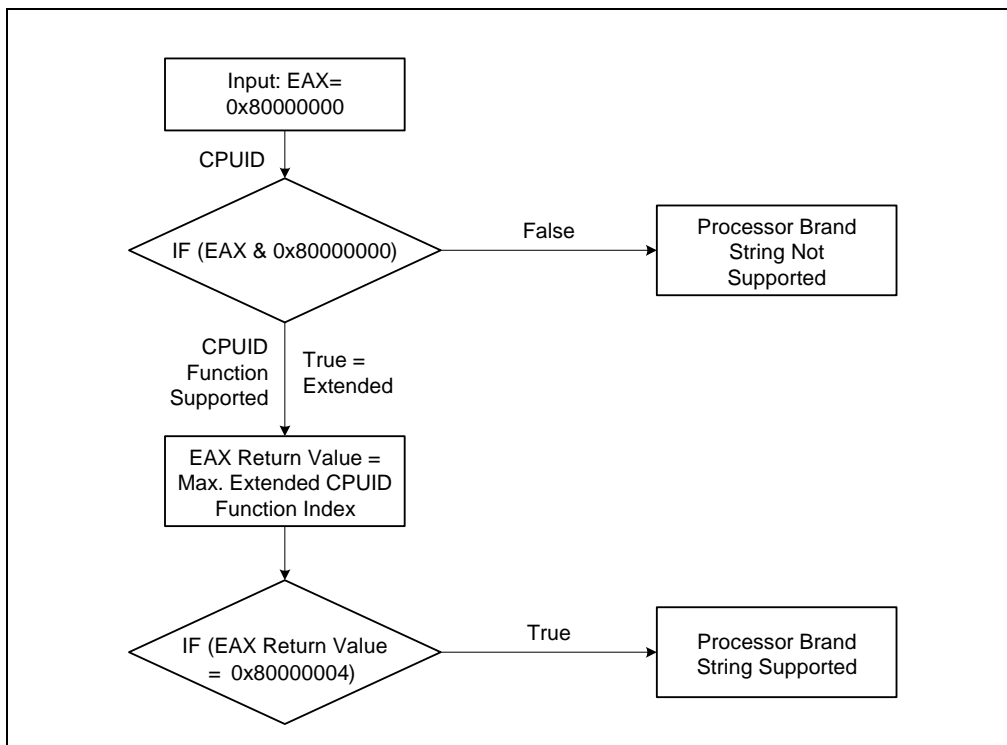 Input: EAX=
0x80000000
CPUID
IF (EAX & 0x80000000)
False
Processor Brand
String Not
Supported
CPUID
Function
Supported
True =
Extended
EAX Return Value =
Max. Extended CPUID
Function Index
IF (EAX Return Value
= 0x80000004)
True
Processor Brand
String Supported